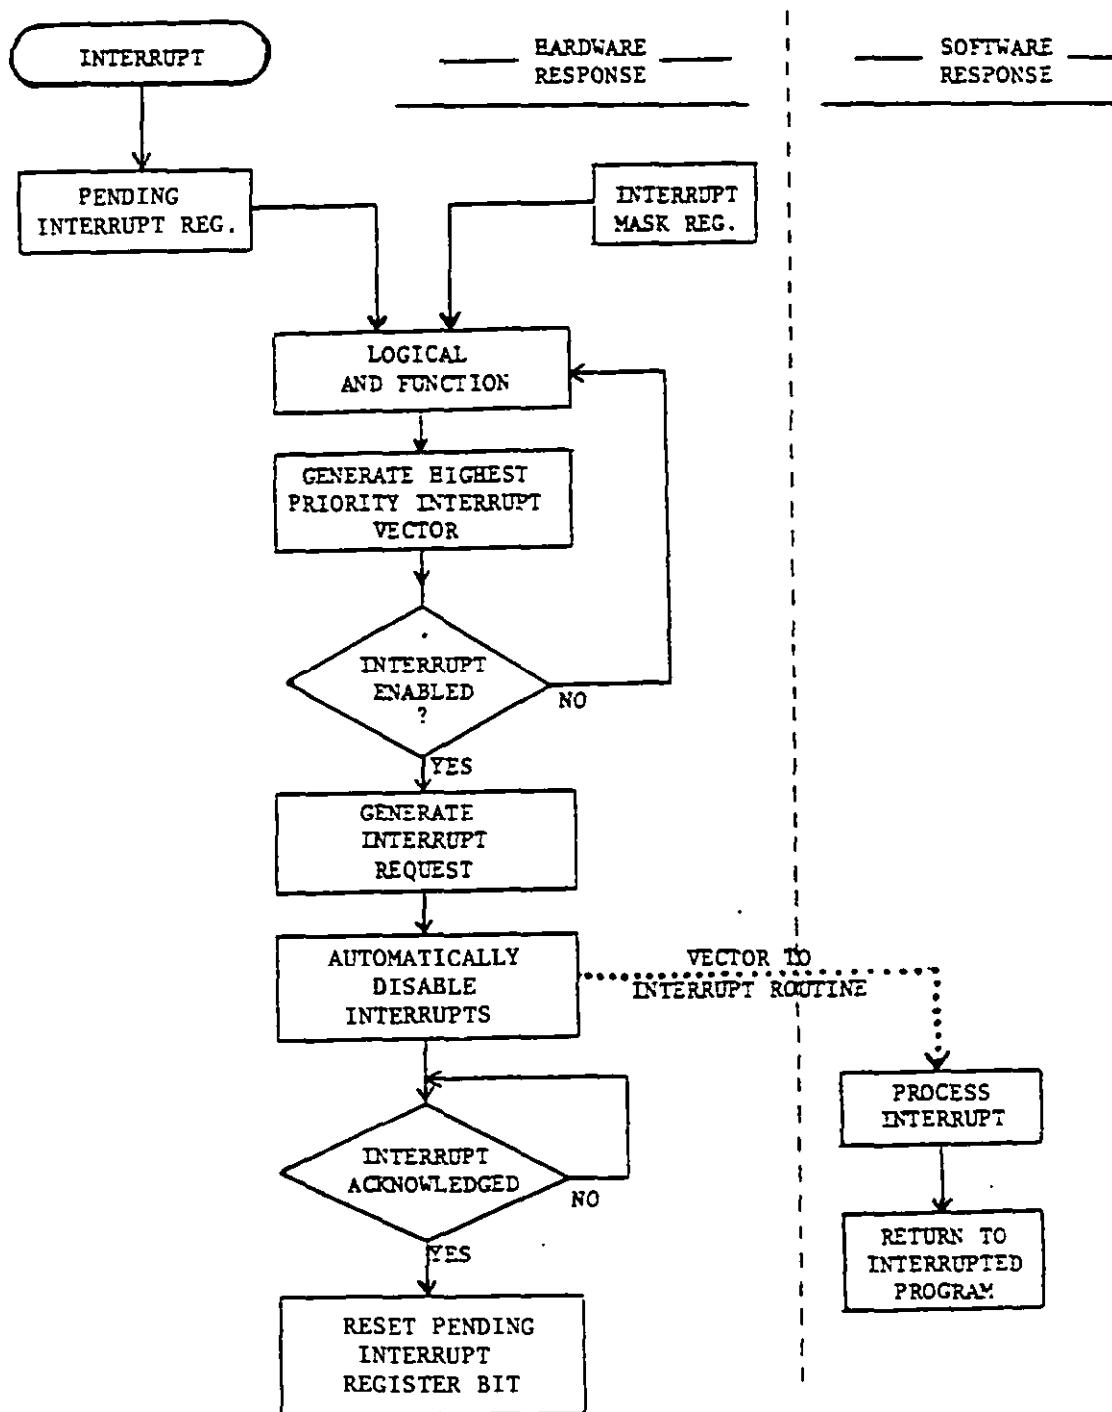 INTERRUPT
HARDWARE
RESPONSE
SOFTWARE
RESPONSE
PENDING
INTERRUPT REG.
INTERRUPT
MASK REG.
LOGICAL
AND FUNCTION
GENERATE HIGHEST
PRIORITY INTERRUPT
VECTOR
INTERRUPT
ENABLED
?
NO
YES
GENERATE
INTERRUPT
REQUEST
AUTOMATICALLY
DISABLE
INTERRUPTS
VECTOR TO
INTERRUPT ROUTINE
PROCESS
INTERRUPT
INTERRUPT
ACKNOWLEDGED
NO
YES
RETURN TO
INTERRUPTED
PROGRAM
RESET PENDING
INTERRUPT
REGISTER BIT